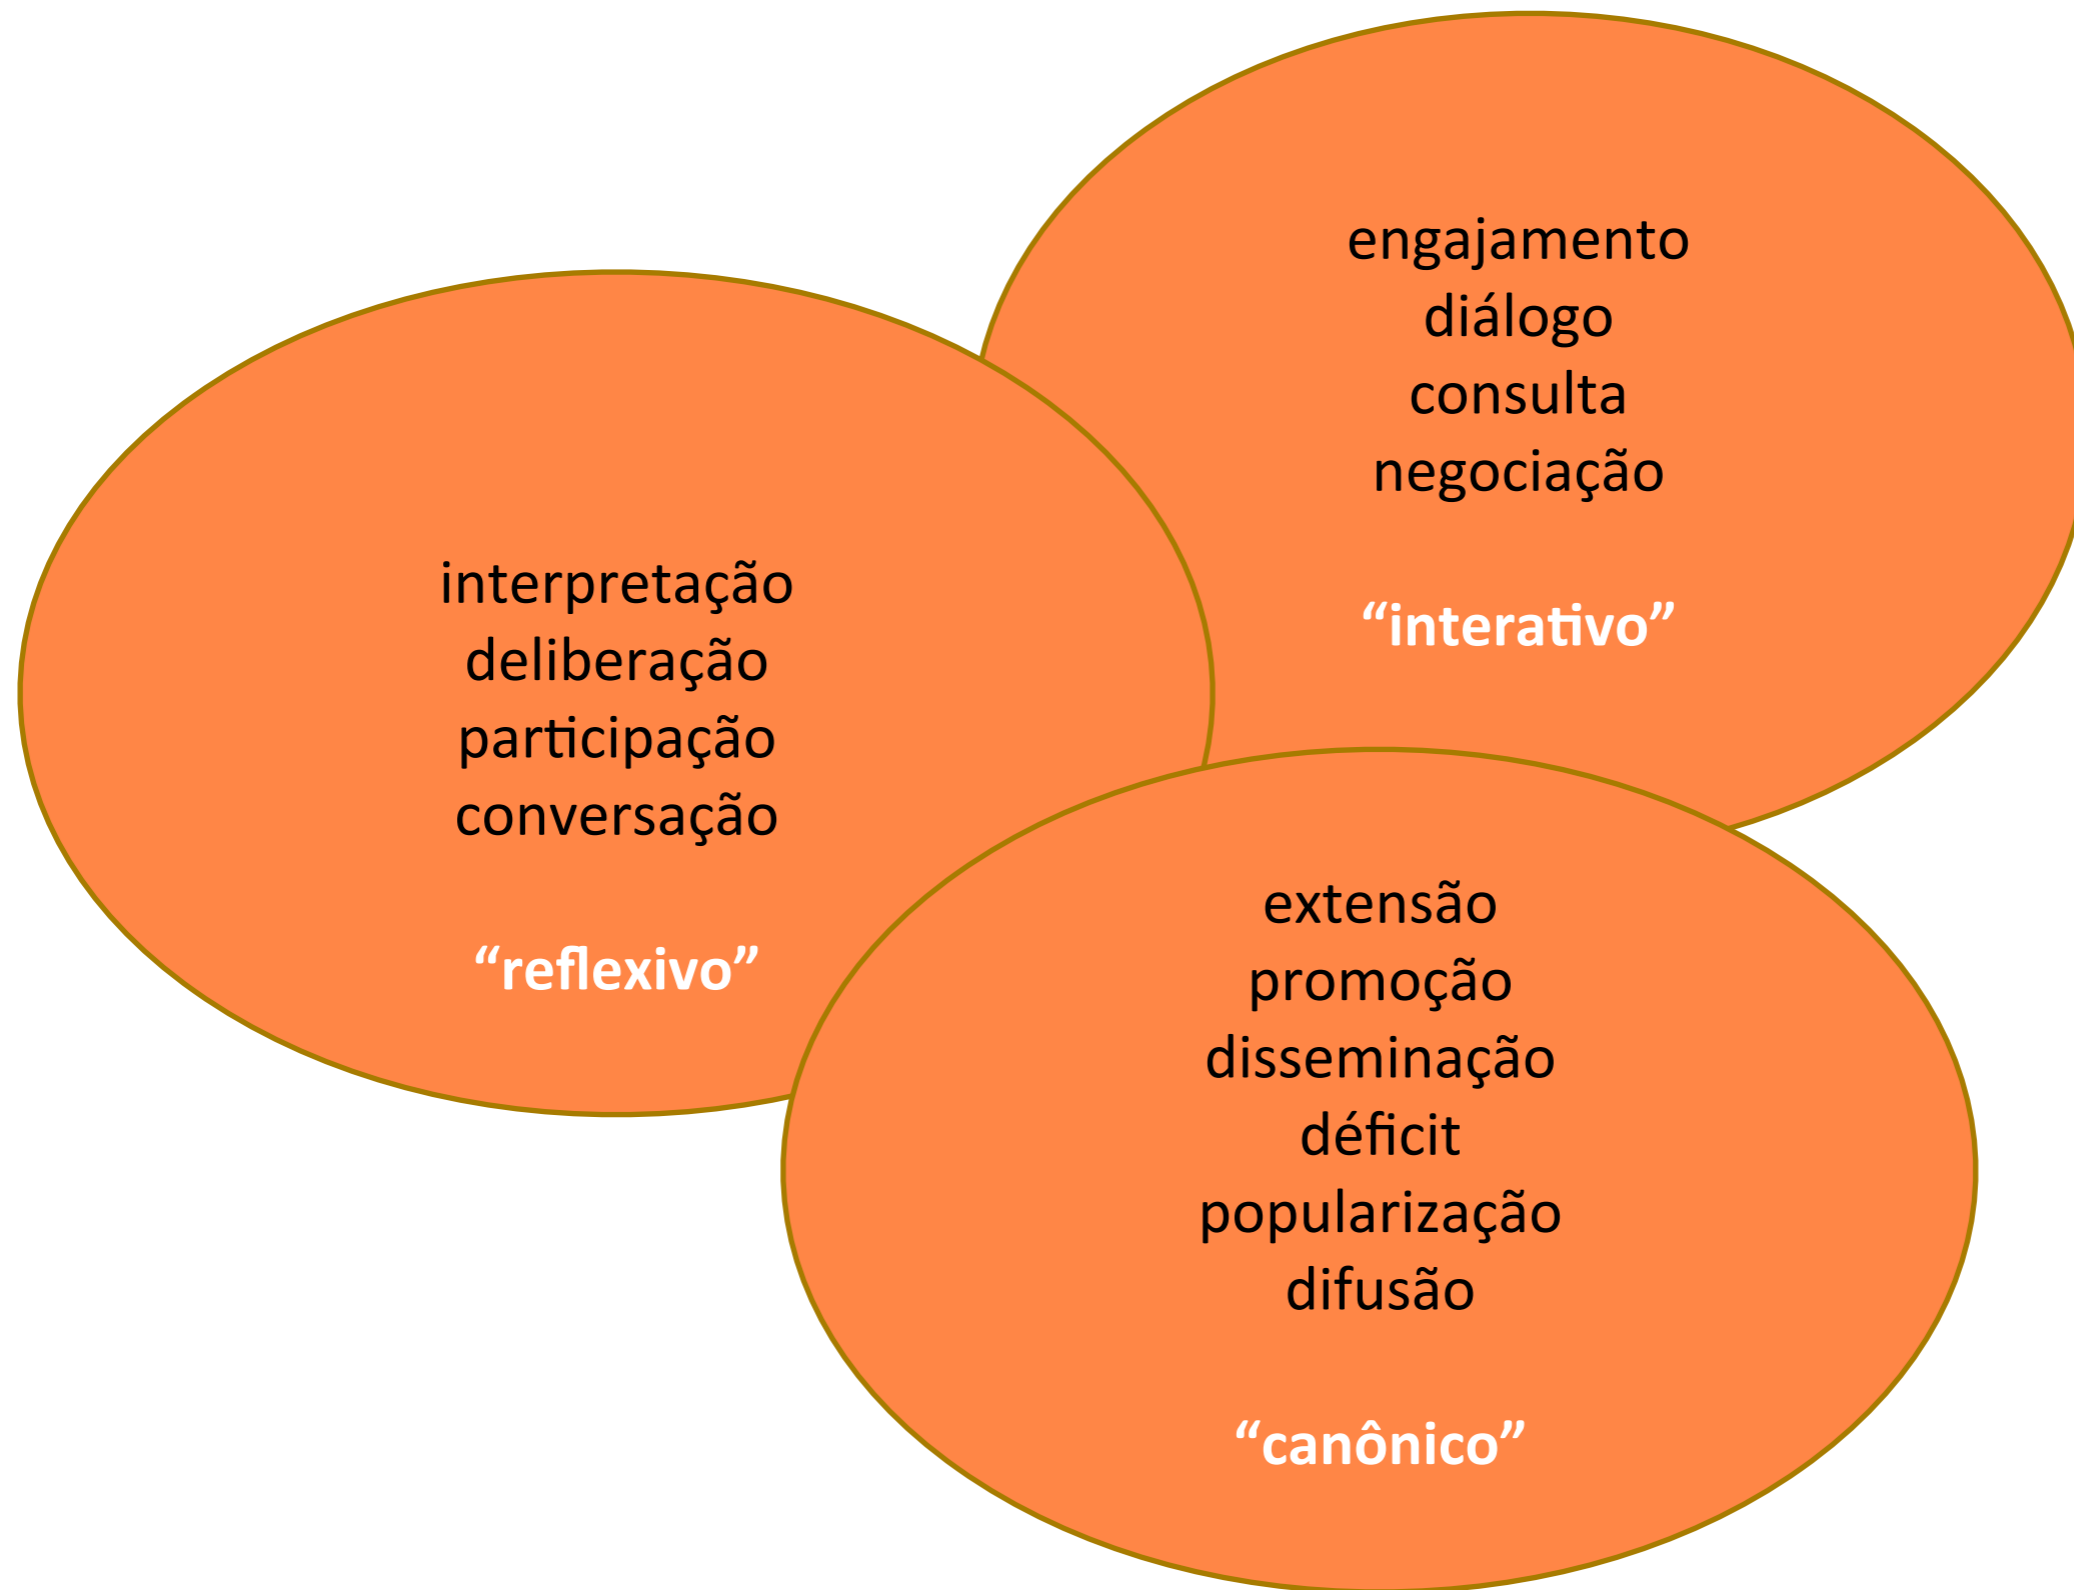 engajamento
diálogo
consulta
negociação
“interativo”
interpretação
deliberação
participação
conversação
“reflexivo”
extensão
promoção
disseminação
déficit
popularização
difusão
“canônico”